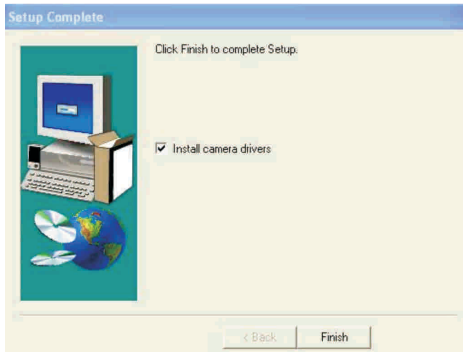 Setup Complete
Click Finish to complete Setup.
Install camera drivers
< Back
Finish